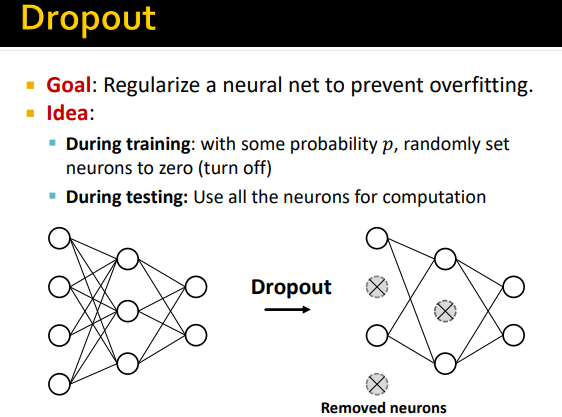 Dropout
Goal: Regularize a neural net to prevent overfitting.
Idea:
During training: with some probability p, randomly set
neurons to zero (turn off)
During testing: Use all the neurons for computation
Dropout
Removed neurons